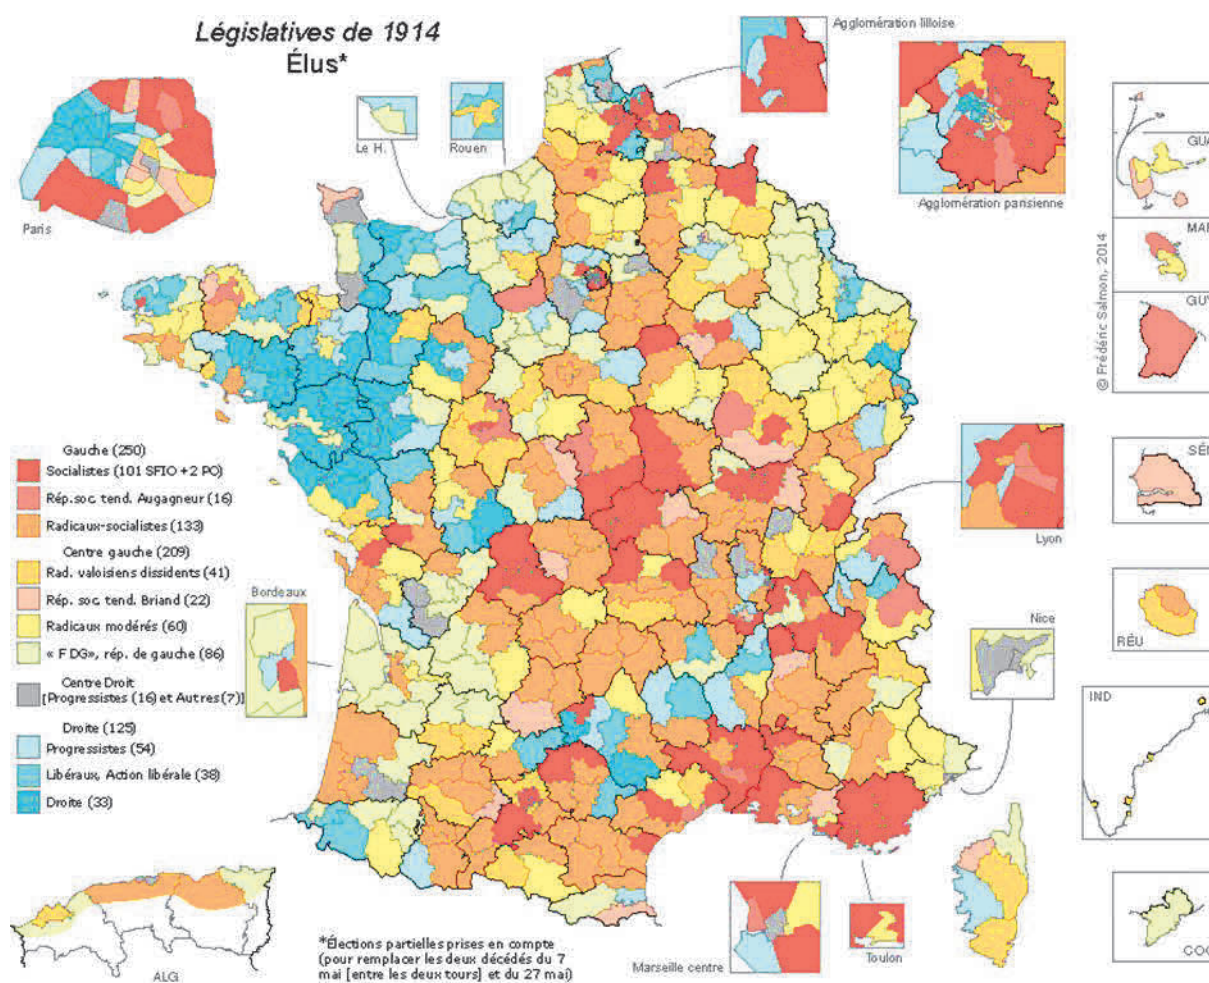 Législatives de 1914
Élus*
Agglomération lilloise
Le H.
Rouen
Agglomération parisienne
Paris
GUA
MAR
GUY
© Frédéric Salmon, 2014
Gauche (250)
Socialistes (101 SFIO +2 PO)
Rép.soc. tend. Augagneur (16)
Radicaux-socialistes (133)
Centre gauche (209)
Rad. valoisiens dissidents (41)
Rép. soc. tend. Briand (22)
Radicaux modérés (60)
« FDG», rép. de gauche (86)
Centre Droit
[Progressistes (16) et Autres(7)]
Droite (125)
Progressistes (54)
Libéraux, Action libérale (38)
Droite (33)
SÉN
Lyon
Bordeaux
RÉU
Nice
IND
ALG
*Élections partielles prises en compte
(pour remplacer les deux décédés du 7
mai [entre les deux tours] et du 27 mai)
Marseille centre
Toulon
COC